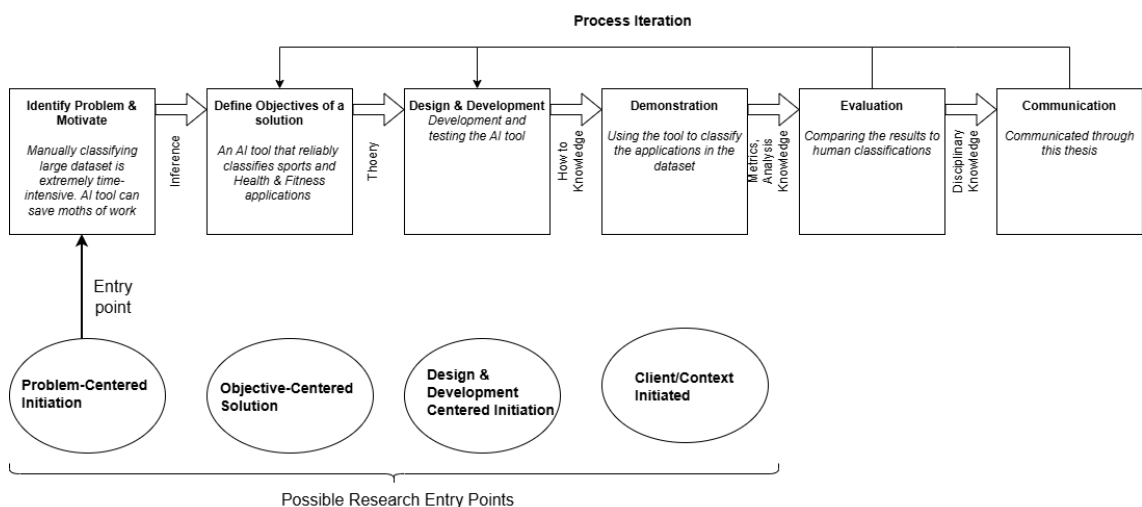 Process Iteration
Identify Problem &
Motivate
Manually classifying
large dataset is
extremely time-
intensive. AI tool can
save moths of work
Inference
Define Objectives of a
solution
An AI tool that reliably
classifies sports and
Health & Fitness
applications
Thoery
Design & Development
Development and
testing the AI tool
How to
Knowledge
Demonstration
Using the tool to classify
the applications in the
dataset
Metrics,
Analysis
Knowledge
Evaluation
Comparing the results to
human classifications
Disciplinary
Knowledge
Communication
Communicated through
this thesis
Entry
point
Problem-Centered
Initiation
Objective-Centered
Solution
Design &
Development
Centered Initiation
Client/Context
Initiated
Possible Research Entry Points